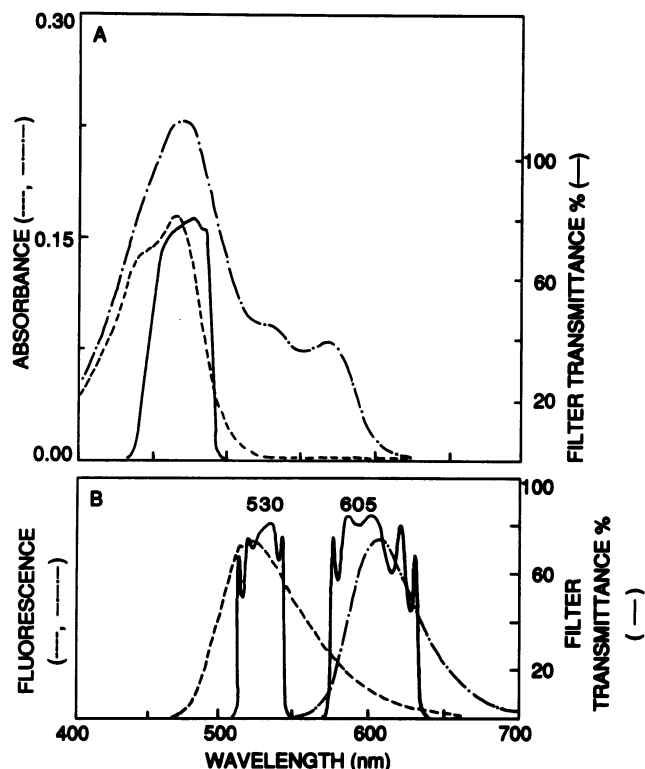 A
0.30
0.15
0.00
ABSORBANCE (----, —·—·—)
100
60
20
FILTER TRANSMITTANCE % (—)
B
530
605
FLUORESCENCE
(----, —·—·—)
100
60
20
FILTER
TRANSMITTANCE %
( — )
400
500
600
700
WAVELENGTH (nm)